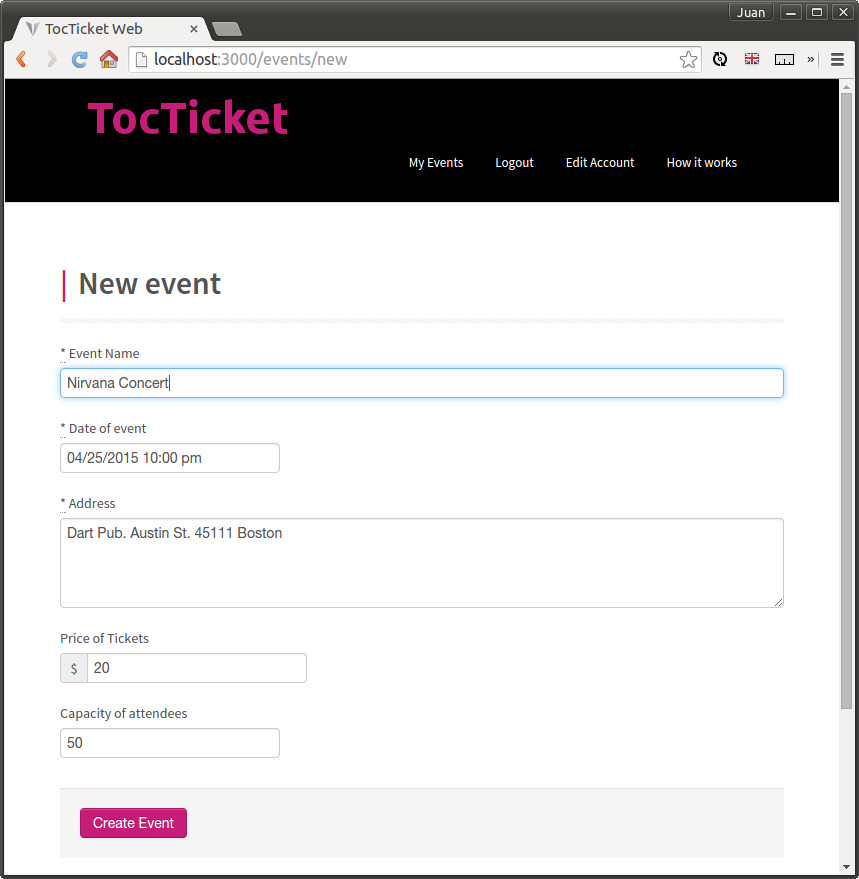 Juan
TocTicket Web
localhost:3000/events/new
TocTicket
My Events Logout Edit Account How it works
New event
* Event Name
Nirvana Concert
* Date of event
04/25/2015 10:00 pm
* Address
Dart Pub. Austin St. 45111 Boston
Price of Tickets
$ 20
Capacity of attendees
50
Create Event